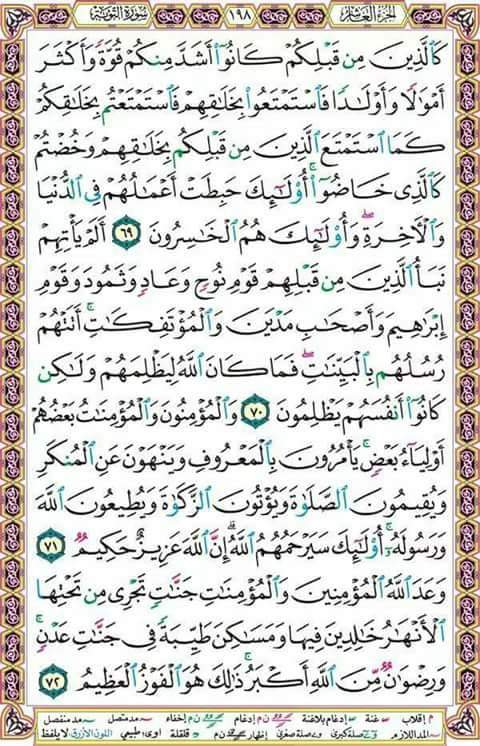 الجزء العاشر ١٩٨ سورة التوبة
كَٱلَّذِينَ مِن قَبۡلِكُمۡ كَانُوٓاْ أَشَدَّ مِنكُمۡ قُوَّةٗ وَأَكۡثَرَ
أَمۡوَٰلٗا وَأَوۡلَٰدٗا فَٱسۡتَمۡتَعُواْ بِخَلَٰقِهِمۡ فَٱسۡتَمۡتَعۡتُم بِخَلَٰقِكُمۡ
كَمَا ٱسۡتَمۡتَعَ ٱلَّذِينَ مِن قَبۡلِكُم بِخَلَٰقِهِمۡ وَخُضۡتُمۡ
كَٱلَّذِي خَاضُوٓاْۚ أُوْلَٰٓئِكَ حَبِطَتۡ أَعۡمَٰلُهُمۡ فِي ٱلدُّنۡيَا
وَٱلۡأٓخِرَةِۖ وَأُوْلَٰٓئِكَ هُمُ ٱلۡخَٰسِرُونَ ٦٩ أَلَمۡ يَأۡتِهِمۡ
نَبَأُ ٱلَّذِينَ مِن قَبۡلِهِمۡ قَوۡمِ نُوحٖ وَعَادٖ وَثَمُودَ وَقَوۡمِ
إِبۡرَٰهِيمَ وَأَصۡحَٰبِ مَدۡيَنَ وَٱلۡمُؤۡتَفِكَٰتِۚ أَتَتۡهُمۡ
رُسُلُهُم بِٱلۡبَيِّنَٰتِۖ فَمَا كَانَ ٱللَّهُ لِيَظۡلِمَهُمۡ وَلَٰكِن
كَانُوٓاْ أَنفُسَهُمۡ يَظۡلِمُونَ ٧٠ وَٱلۡمُؤۡمِنُونَ وَٱلۡمُؤۡمِنَٰتُ بَعۡضُهُمۡ
أَوۡلِيَآءُ بَعۡضٖۚ يَأۡمُرُونَ بِٱلۡمَعۡرُوفِ وَيَنۡهَوۡنَ عَنِ ٱلۡمُنكَرِ
وَيُقِيمُونَ ٱلصَّلَوٰةَ وَيُؤۡتُونَ ٱلزَّكَوٰةَ وَيُطِيعُونَ ٱللَّهَ
وَرَسُولَهُۥٓۚ أُوْلَٰٓئِكَ سَيَرۡحَمُهُمُ ٱللَّهُۗ إِنَّ ٱللَّهَ عَزِيزٌ حَكِيمٞ ٧١
وَعَدَ ٱللَّهُ ٱلۡمُؤۡمِنِينَ وَٱلۡمُؤۡمِنَٰتِ جَنَّٰتٖ تَجۡرِي مِن تَحۡتِهَا
ٱلۡأَنۡهَٰرُ خَٰلِدِينَ فِيهَا وَمَسَٰكِنَ طَيِّبَةٗ فِي جَنَّٰتِ عَدۡنٖۚ
وَرِضۡوَٰنٞ مِّنَ ٱللَّهِ أَكۡبَرُۚ ذَٰلِكَ هُوَ ٱلۡفَوۡزُ ٱلۡعَظِيمُ ٧٢
م إقلاب غنة إدغام بلاغنة ن م إدغام ن م إخفاء مد متصل مد منفصل
المد اللازم صلة كبرى صلة صغرى إظهار قلقلة اوى: طبيعي اللون الأزرق لا يلفظ